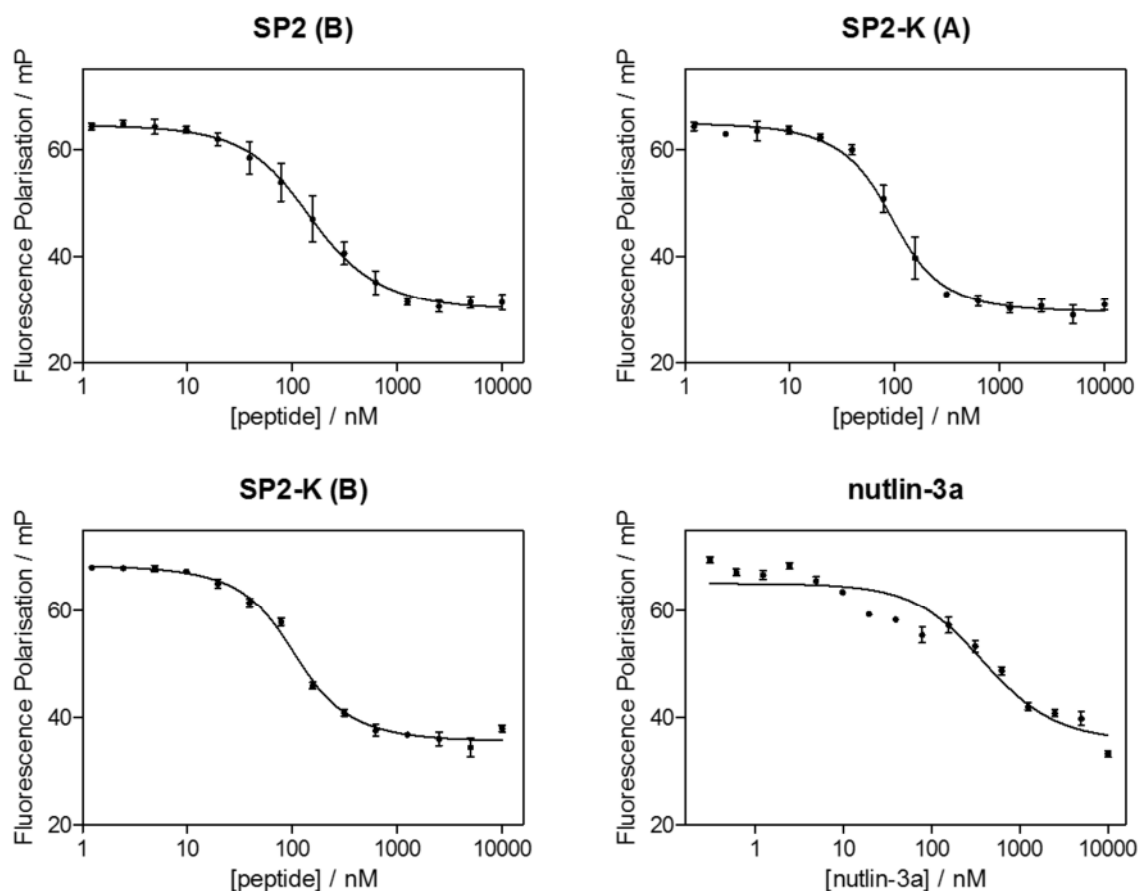 SP2 (B)
Fluorescence Polarisation / mP
60
40
20
1 10 100 1000 10000
[peptide] / nM
SP2-K (A)
Fluorescence Polarisation / mP
60
40
20
1 10 100 1000 10000
[peptide] / nM
SP2-K (B)
Fluorescence Polarisation / mP
60
40
20
1 10 100 1000 10000
[peptide] / nM
nutlin-3a
Fluorescence Polarisation / mP
60
40
20
1 10 100 1000 10000
[nutlin-3a] / nM